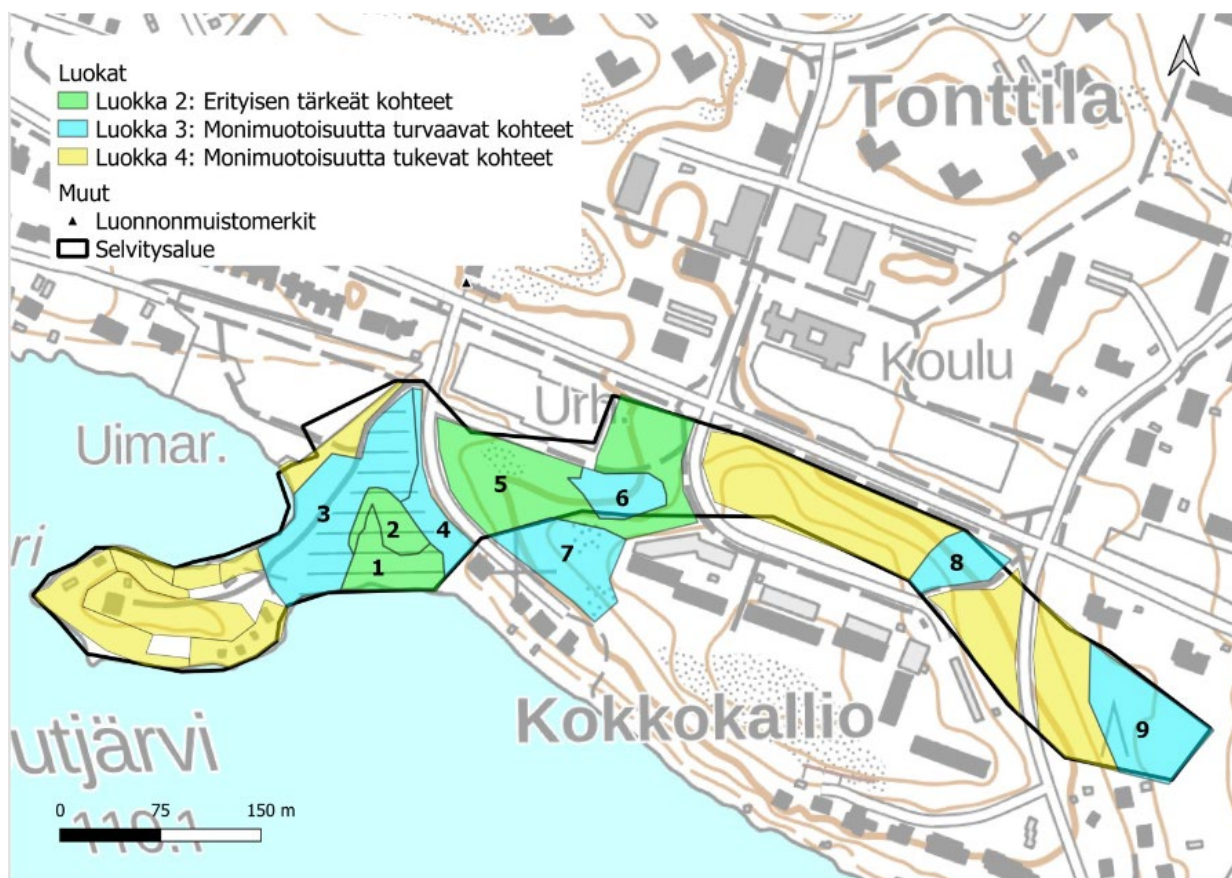 Luokat
Luokka 2: Erityisen tärkeät kohteet
Luokka 3: Monimuotoisuutta turvaavat kohteet
Luokka 4: Monimuotoisuutta tukevat kohteet
Muut
Luonnonmuistomerkit
Selvitysalue
Tonttila
Koulu
Urh.
Uimar.
ri
5
6
3
2
4
7
1
8
9
Kokkokallio
utjärvi
0 75 150 m
110.1